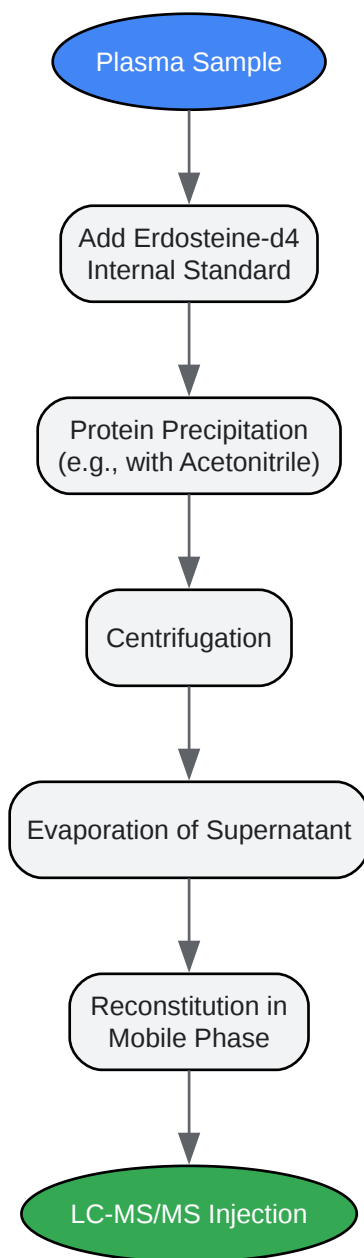 Plasma Sample
Add Erdosteine-d4
Internal Standard
Protein Precipitation
(e.g., with Acetonitrile)
Centrifugation
Evaporation of Supernatant
Reconstitution in
Mobile Phase
LC-MS/MS Injection